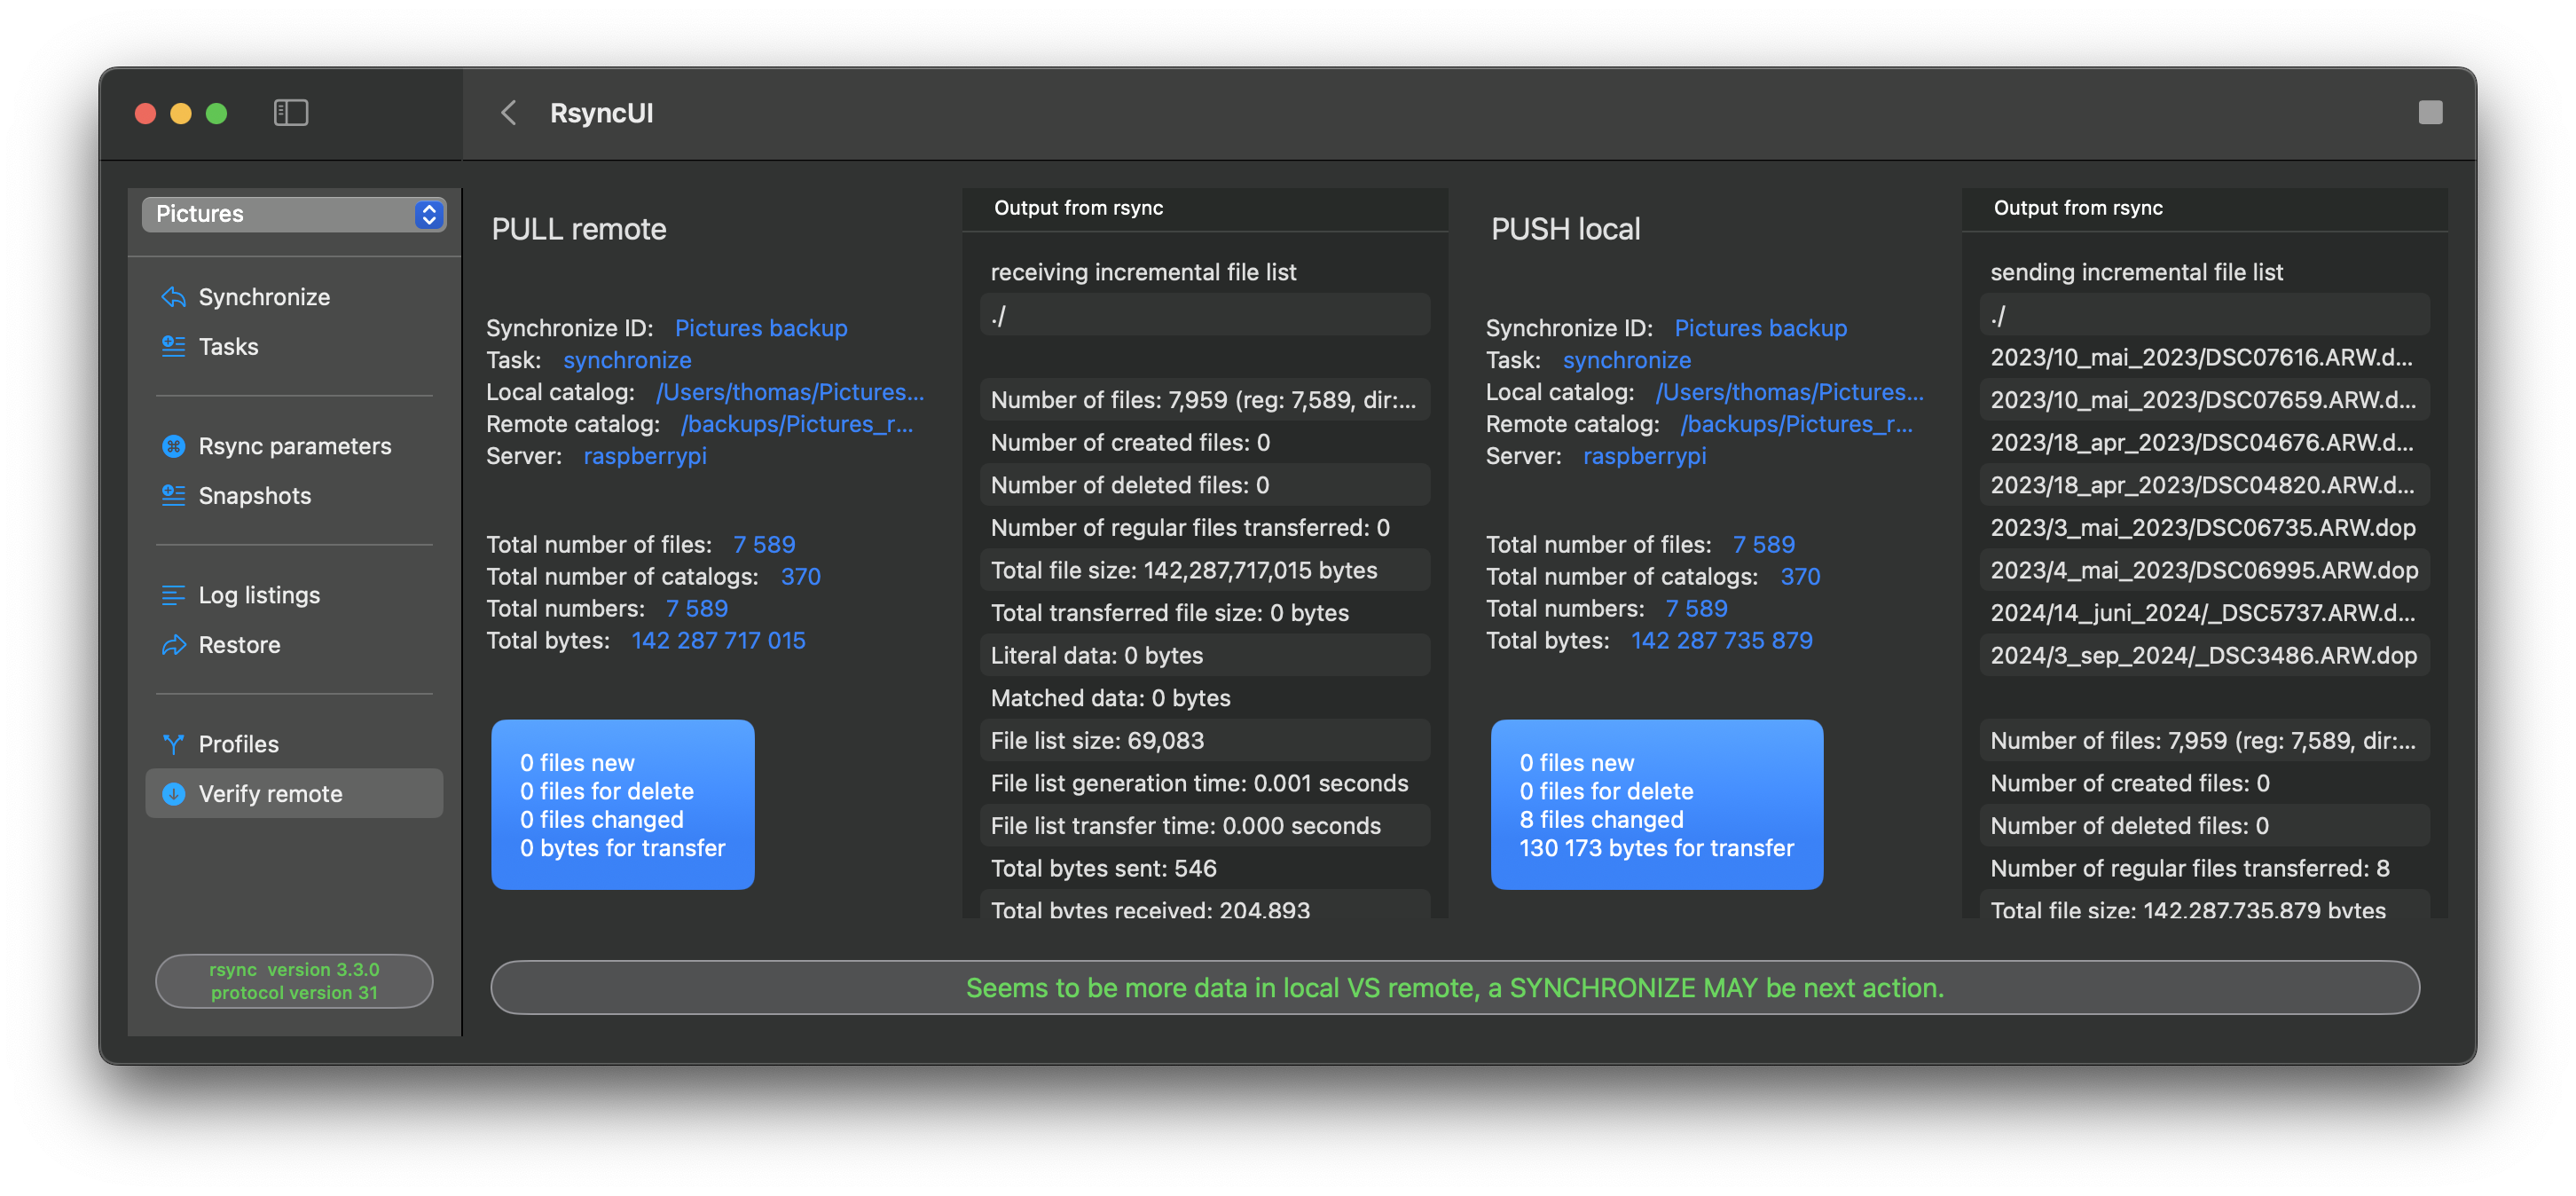 RsyncUI
Pictures
Synchronize
Tasks
Rsync parameters
Snapshots
Log listings
Restore
Profiles
Verify remote
rsync version 3.3.0
protocol version 31
PULL remote
Synchronize ID: Pictures backup
Task: synchronize
Local catalog: /Users/thomas/Pictures...
Remote catalog: /backups/Pictures_r...
Server: raspberrypi
Total number of files: 7 589
Total number of catalogs: 370
Total numbers: 7 589
Total bytes: 142 287 717 015
0 files new
0 files for delete
0 files changed
0 bytes for transfer
Output from rsync
receiving incremental file list
./
Number of files: 7,959 (reg: 7,589, dir:...
Number of created files: 0
Number of deleted files: 0
Number of regular files transferred: 0
Total file size: 142,287,717,015 bytes
Total transferred file size: 0 bytes
Literal data: 0 bytes
Matched data: 0 bytes
File list size: 69,083
File list generation time: 0.001 seconds
File list transfer time: 0.000 seconds
Total bytes sent: 546
Total bytes received: 204,893
PUSH local
Synchronize ID: Pictures backup
Task: synchronize
Local catalog: /Users/thomas/Pictures...
Remote catalog: /backups/Pictures_r...
Server: raspberrypi
Total number of files: 7 589
Total number of catalogs: 370
Total numbers: 7 589
Total bytes: 142 287 735 879
0 files new
0 files for delete
8 files changed
130 173 bytes for transfer
Output from rsync
sending incremental file list
./
2023/10_mai_2023/DSC07616.ARW.d...
2023/10_mai_2023/DSC07659.ARW.d...
2023/18_apr_2023/DSC04676.ARW.d...
2023/18_apr_2023/DSC04820.ARW.d...
2023/3_mai_2023/DSC06735.ARW.dop
2023/4_mai_2023/DSC06995.ARW.dop
2024/14_juni_2024/_DSC5737.ARW.d...
2024/3_sep_2024/_DSC3486.ARW.dop
Number of files: 7,959 (reg: 7,589, dir:...
Number of created files: 0
Number of deleted files: 0
Number of regular files transferred: 8
Total file size: 142,287,735,879 bytes
Seems to be more data in local VS remote, a SYNCHRONIZE MAY be next action.